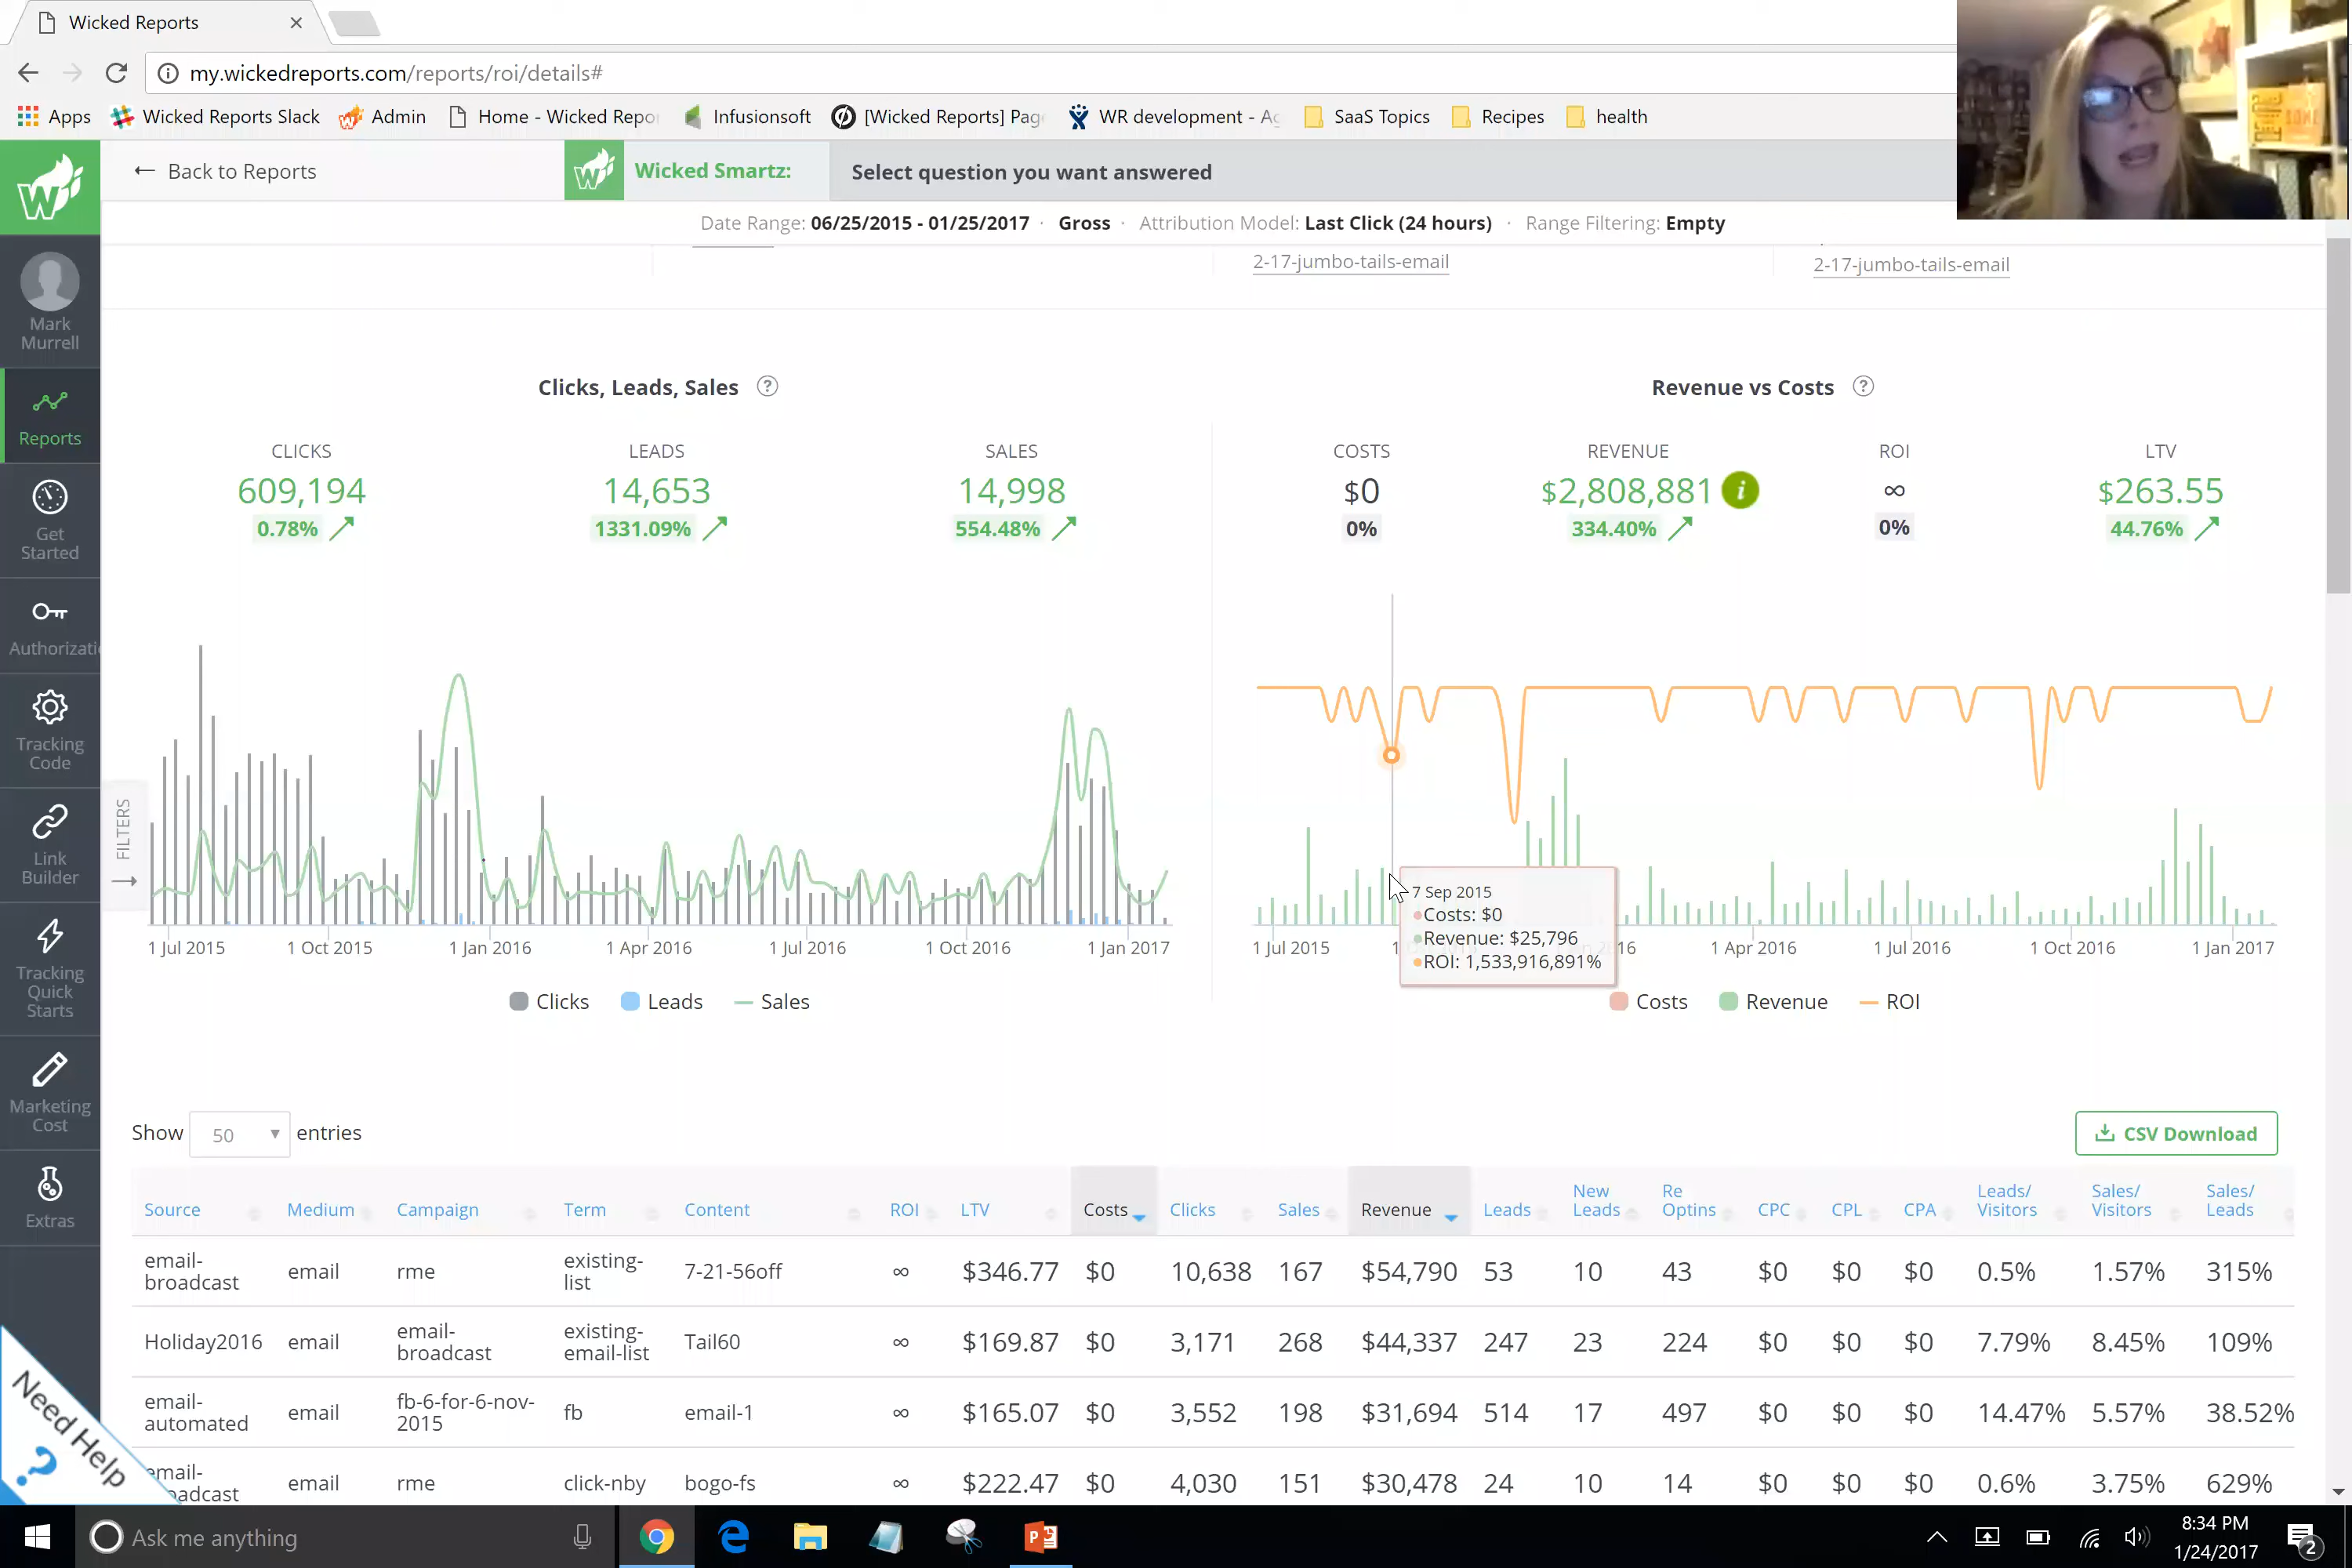 Wicked Reports
my.wickedreports.com/reports/roi/details#
Apps Wicked Reports Slack Admin Home - Wicked Repo Infusionsoft [Wicked Reports] Pag WR development - Ag SaaS Topics Recipes health
Back to Reports
Wicked Smartz: Select question you want answered
Date Range: 06/25/2015 - 01/25/2017 · Gross · Attribution Model: Last Click (24 hours) · Range Filtering: Empty
2-17-jumbo-tails-email 2-17-jumbo-tails-email
Mark
Murrell
Reports
Get
Started
Authorizati
Tracking
Code
Link
Builder
Tracking
Quick
Starts
Marketing
Cost
Extras
Need Help
?
FILTERS
Clicks, Leads, Sales ?
CLICKS LEADS SALES
609,194 14,653 14,998
0.78% 1331.09% 554.48%
1 Jul 2015 1 Oct 2015 1 Jan 2016 1 Apr 2016 1 Jul 2016 1 Oct 2016 1 Jan 2017
Clicks Leads Sales
Revenue vs Costs ?
COSTS REVENUE ROI LTV
$0 $2,808,881 i ∞ $263.55
0% 334.40% 0% 44.76%
7 Sep 2015
Costs: $0
Revenue: $25,796
ROI: 1,533,916,891%
1 Jul 2015 1 16 1 Apr 2016 1 Jul 2016 1 Oct 2016 1 Jan 2017
Costs Revenue ROI
Show 50 entries
CSV Download
Source Medium Campaign Term Content ROI LTV Costs Clicks Sales Revenue Leads New Leads Re Optins CPC CPL CPA Leads/ Visitors Sales/ Visitors Sales/ Leads
email-broadcast email rme existing-list 7-21-56off ∞ $346.77 $0 10,638 167 $54,790 53 10 43 $0 $0 $0 0.5% 1.57% 315%
Holiday2016 email email-broadcast existing-email-list Tail60 ∞ $169.87 $0 3,171 268 $44,337 247 23 224 $0 $0 $0 7.79% 8.45% 109%
email-automated email fb-6-for-6-nov-2015 fb email-1 ∞ $165.07 $0 3,552 198 $31,694 514 17 497 $0 $0 $0 14.47% 5.57% 38.52%
email-oadcast email rme click-nby bogo-fs ∞ $222.47 $0 4,030 151 $30,478 24 10 14 $0 $0 $0 0.6% 3.75% 629%
Ask me anything
8:34 PM
1/24/2017
2